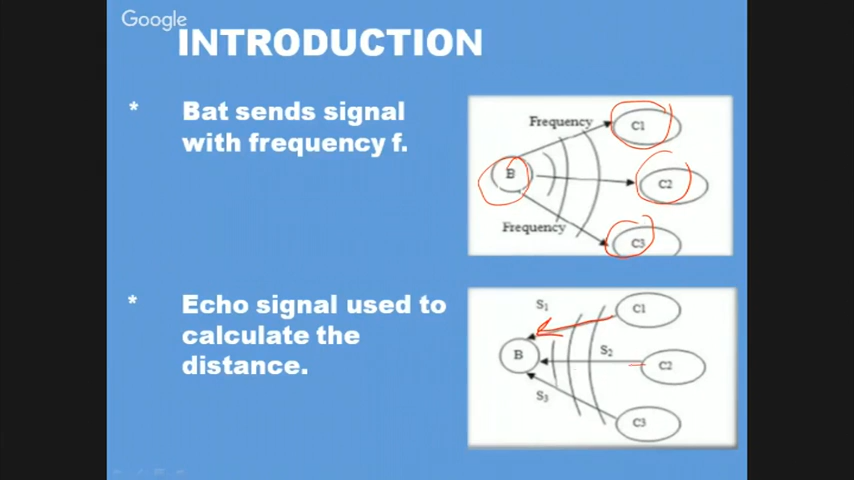 Google
INTRODUCTION
* Bat sends signal
with frequency f.
Frequency
C1
B
C2
Frequency
C3
* Echo signal used to
calculate the
distance.
S1
C1
B
S2
C2
S3
C3